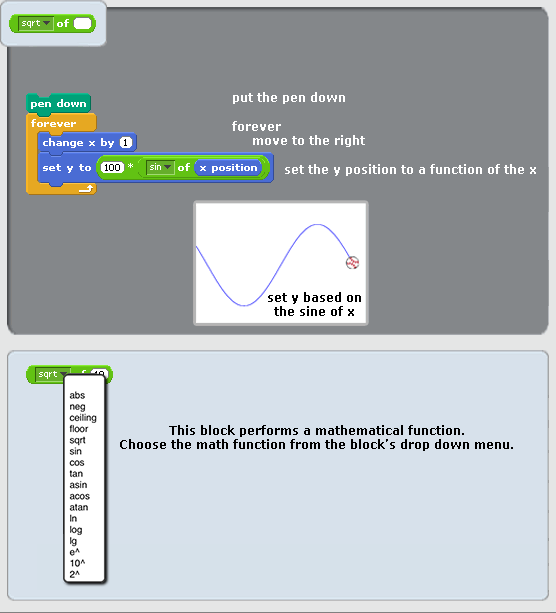 sqrt of
pen down
put the pen down
forever
forever
change x by 1
move to the right
set y to 100 * sin of x position
set the y position to a function of the x
set y based on
the sine of x
sqrt of
abs
neg
ceiling
floor
sqrt
sin
cos
tan
asin
acos
atan
ln
log
lg
e^
10^
2^
This block performs a mathematical function.
Choose the math function from the block's drop down menu.